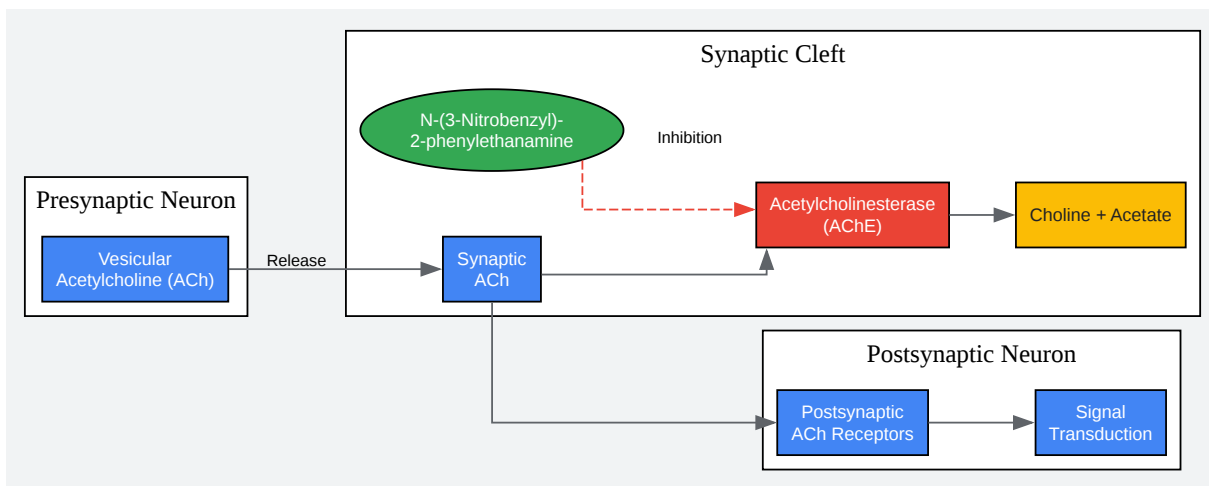 Synaptic Cleft
N-(3-Nitrobenzyl)-
2-phenylethanamine
Inhibition
Presynaptic Neuron
Acetylcholinesterase
(AChE)
Choline + Acetate
Vesicular
Acetylcholine (ACh)
Release
Synaptic
ACh
Postsynaptic Neuron
Postsynaptic
ACh Receptors
Signal
Transduction